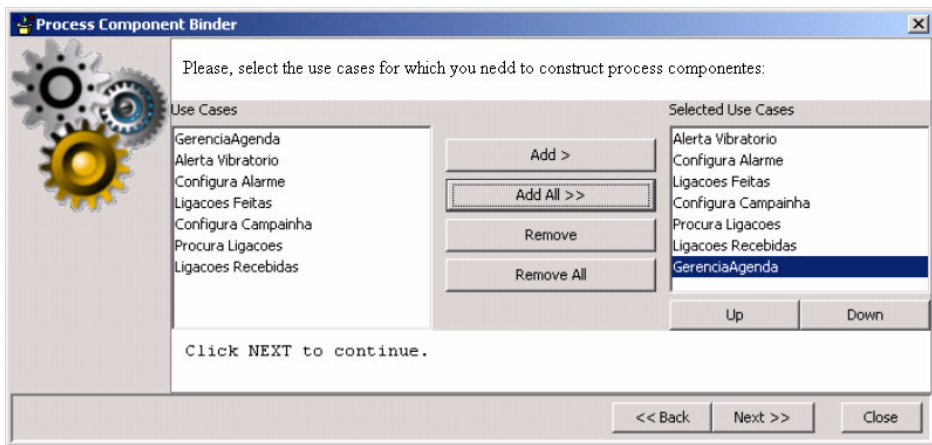 Process Component Binder
Please, select the use cases for which you nedd to construct process componentes:
Use Cases
GerenciaAgenda
Alerta Vibratorio
Configura Alarme
Ligacoes Feitas
Configura Campainha
Procura Ligacoes
Ligacoes Recebidas
Add >
Add All >>
Remove
Remove All
Selected Use Cases
Alerta Vibratorio
Configura Alarme
Ligacoes Feitas
Configura Campainha
Procura Ligacoes
Ligacoes Recebidas
GerenciaAgenda
Up
Down
Click NEXT to continue.
<< Back
Next >>
Close